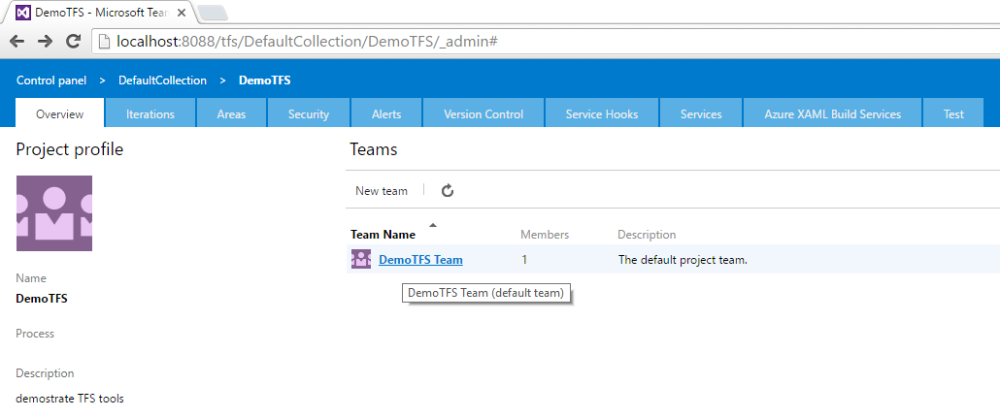 DemoTFS - Microsoft Tean
localhost:8088/tfs/DefaultCollection/DemoTFS/_admin#
Control panel > DefaultCollection > DemoTFS
Overview Iterations Areas Security Alerts Version Control Service Hooks Services Azure XAML Build Services Test
Project profile
Teams
New team
Team Name Members Description
DemoTFS Team 1 The default project team.
DemoTFS Team (default team)
Name
DemoTFS
Process
Description
demostrate TFS tools